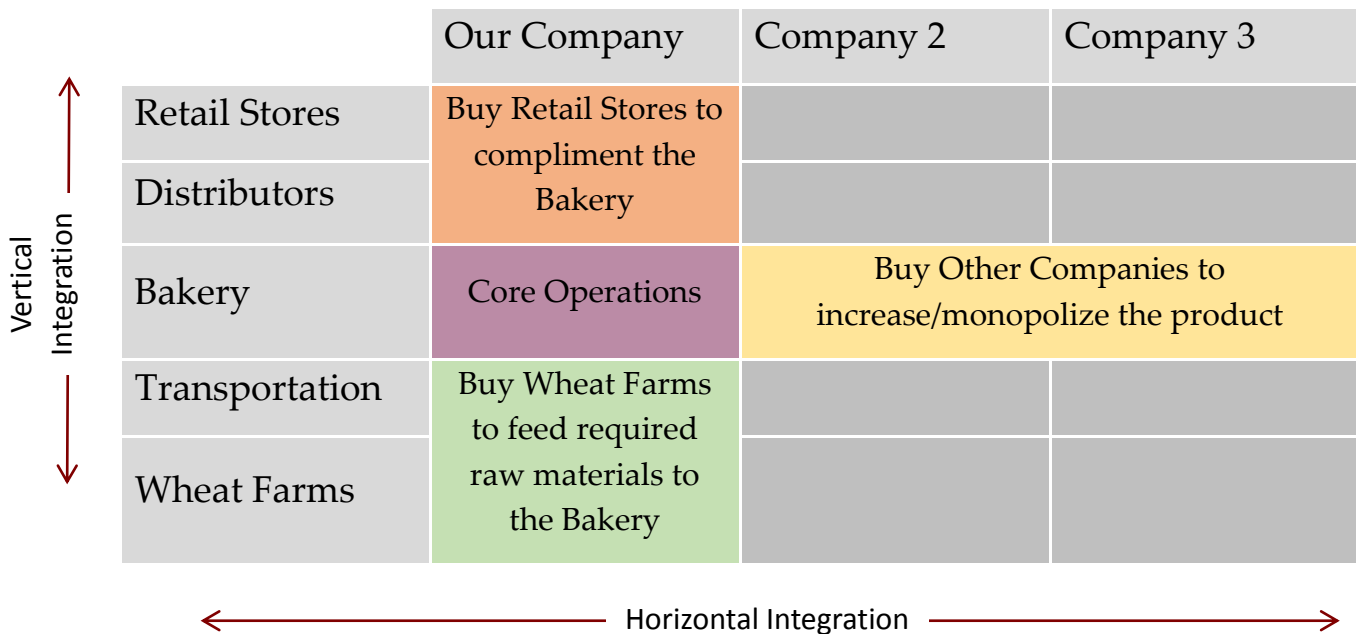 Our Company
Company 2
Company 3
Retail Stores
Buy Retail Stores to
compliment the
Bakery
Distributors
Vertical
Integration
Bakery
Core Operations
Buy Other Companies to
increase/monopolize the product
Transportation
Buy Wheat Farms
to feed required
raw materials to
the Bakery
Wheat Farms
Horizontal Integration